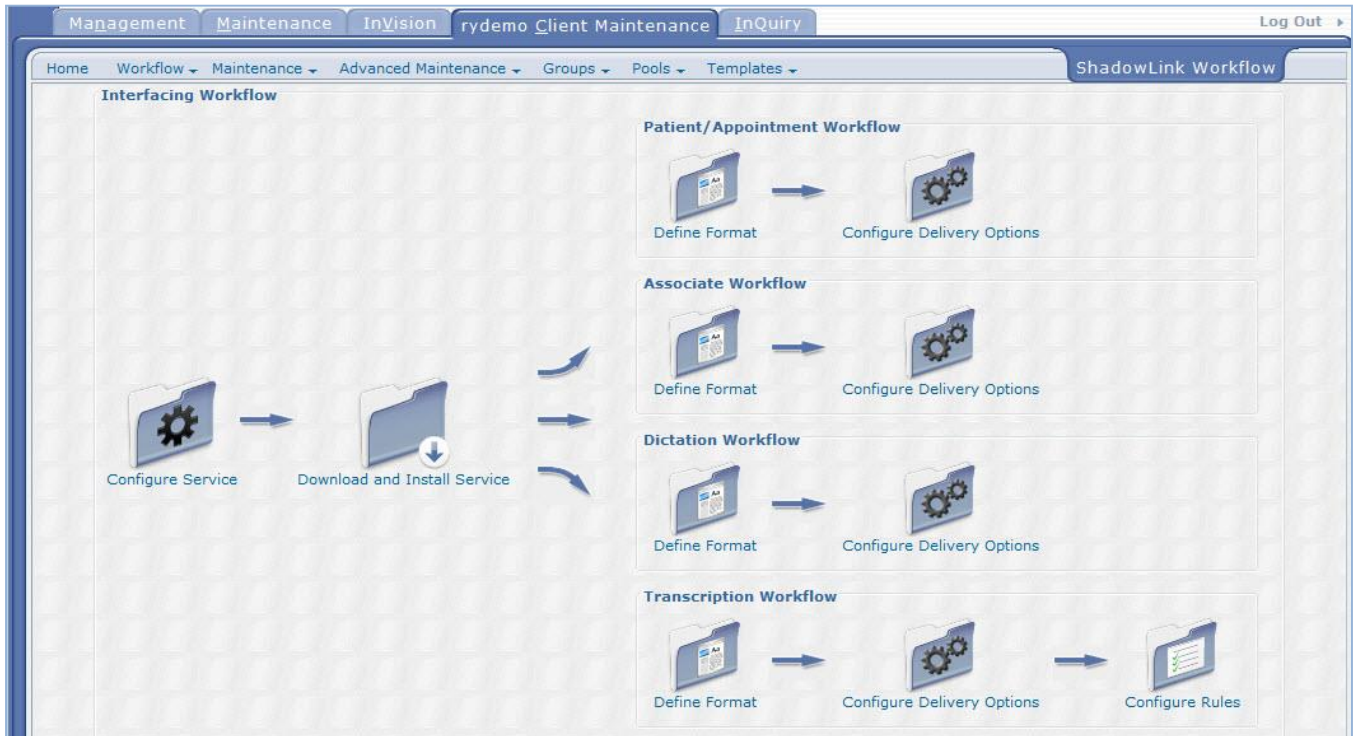 Management Maintenance InVision rydemo Client Maintenance InQuiry Log Out
Home Workflow Maintenance Advanced Maintenance Groups Pools Templates ShadowLink Workflow
Interfacing Workflow
Patient/Appointment Workflow
Define Format Configure Delivery Options
Associate Workflow
Define Format Configure Delivery Options
Configure Service Download and Install Service
Dictation Workflow
Define Format Configure Delivery Options
Transcription Workflow
Define Format Configure Delivery Options Configure Rules